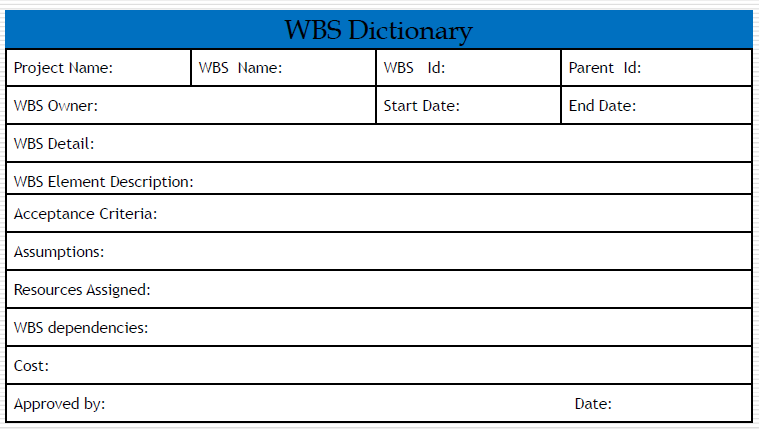 WBS Dictionary
Project Name: WBS Name: WBS Id: Parent Id:
WBS Owner: Start Date: End Date:
WBS Detail:
WBS Element Description:
Acceptance Criteria:
Assumptions:
Resources Assigned:
WBS dependencies:
Cost:
Approved by: Date: